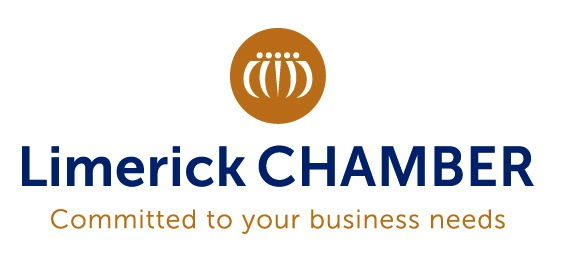 Limerick CHAMBER
Committed to your business needs